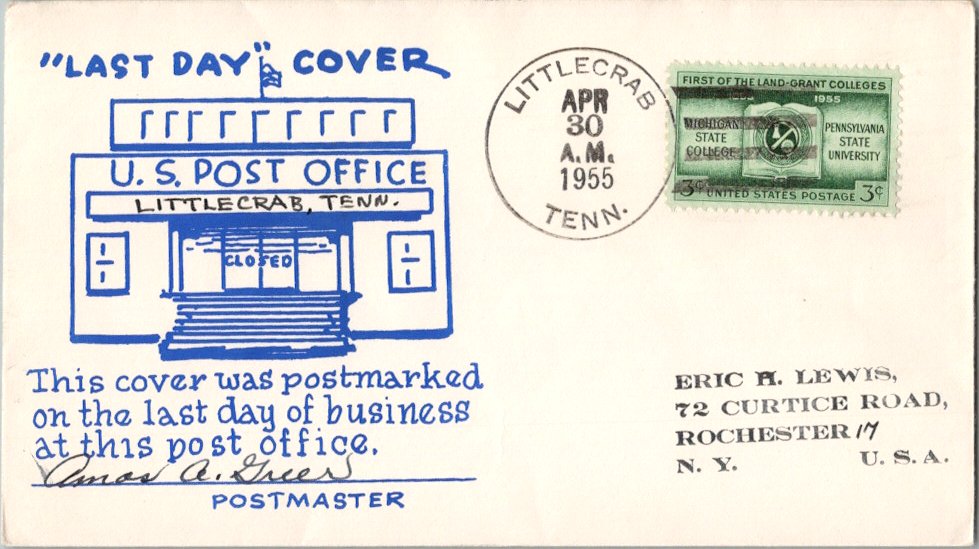 "LAST DAY" COVER
U. S. POST OFFICE
LITTLECRAB, TENN.
CLOSED
This cover was postmarked
on the last day of business
at this post office.
Amos A. Greer
POSTMASTER
LITTLECRAB
APR
30
A.M.
1955
TENN.
FIRST OF THE LAND-GRANT COLLEGES
1955
MICHIGAN
STATE
COLLEGE
PENNSYLVANIA
STATE
UNIVERSITY
3¢ UNITED STATES POSTAGE 3¢
ERIC H. LEWIS,
72 CURTICE ROAD,
ROCHESTER 17
N. Y. U. S. A.